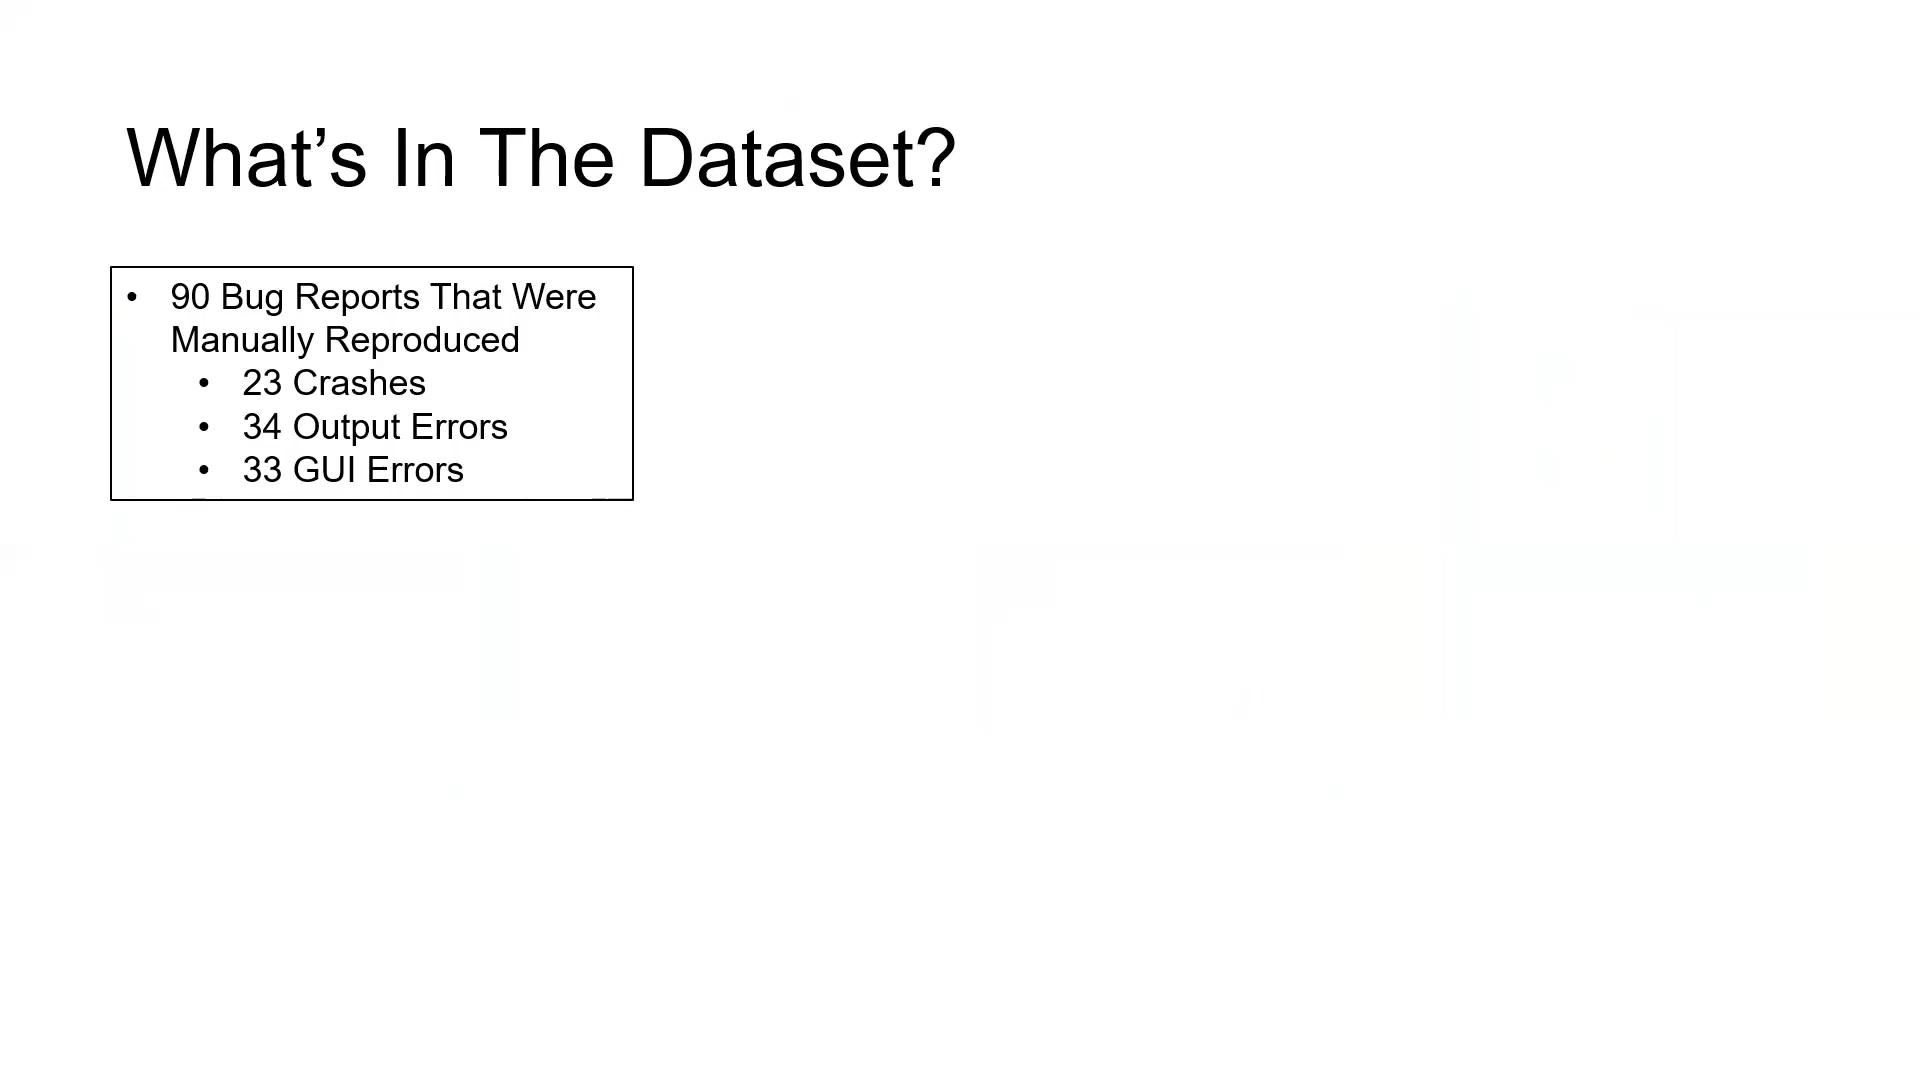 What’s In The Dataset?
• 90 Bug Reports That Were
Manually Reproduced
• 23 Crashes
• 34 Output Errors
• 33 GUI Errors